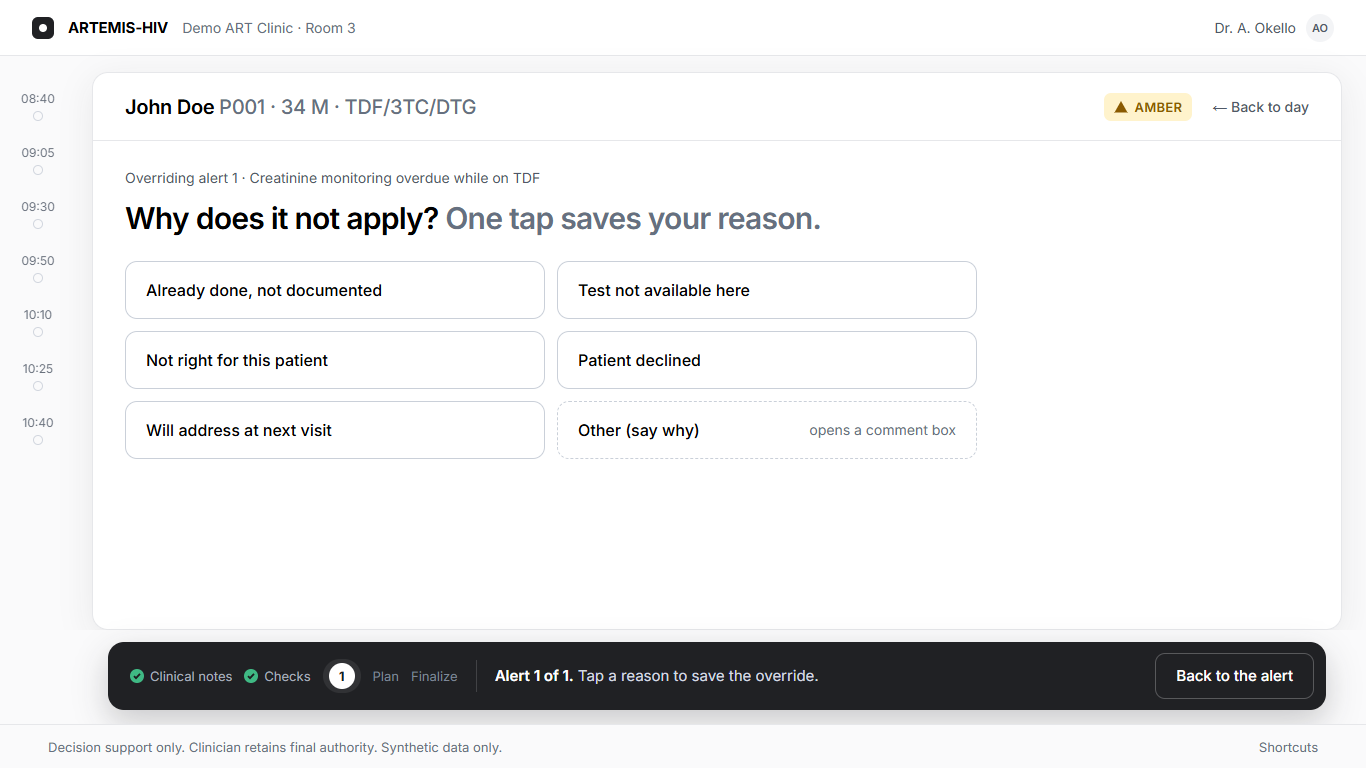 ARTEMIS-HIV Demo ART Clinic · Room 3
Dr. A. Okello AO
08:40
09:05
09:30
09:50
10:10
10:25
10:40
John Doe P001 · 34 M · TDF/3TC/DTG
AMBER
← Back to day
Overriding alert 1 · Creatinine monitoring overdue while on TDF
Why does it not apply? One tap saves your reason.
Already done, not documented
Test not available here
Not right for this patient
Patient declined
Will address at next visit
Other (say why) opens a comment box
Clinical notes Checks 1 Plan Finalize
Alert 1 of 1. Tap a reason to save the override.
Back to the alert
Decision support only. Clinician retains final authority. Synthetic data only.
Shortcuts